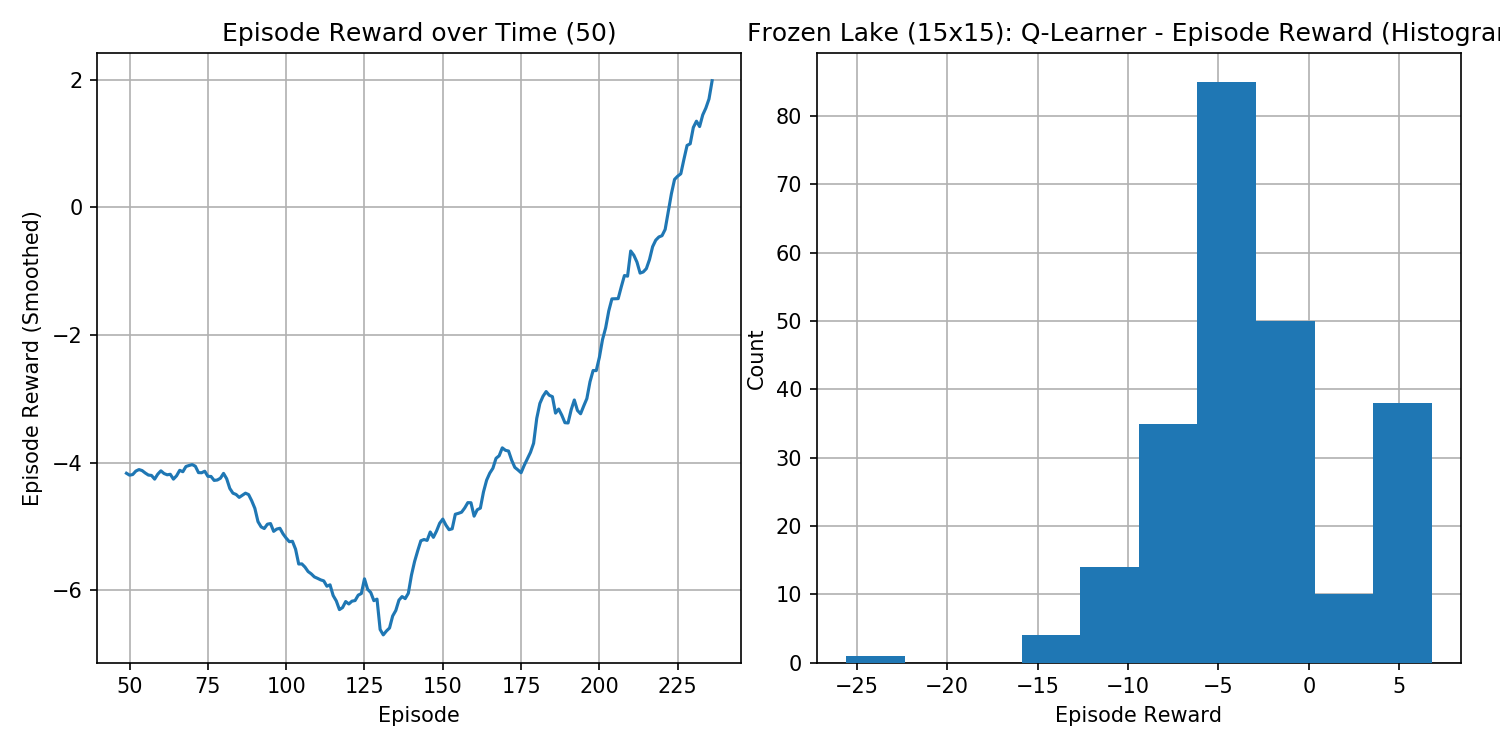 Episode Reward over Time (50)
Episode Reward (Smoothed)
2
0
−2
−4
−6
50 75 100 125 150 175 200 225
Episode
Frozen Lake (15x15): Q-Learner - Episode Reward (Histogra
Count
80
70
60
50
40
30
20
10
0
−25 −20 −15 −10 −5 0 5
Episode Reward